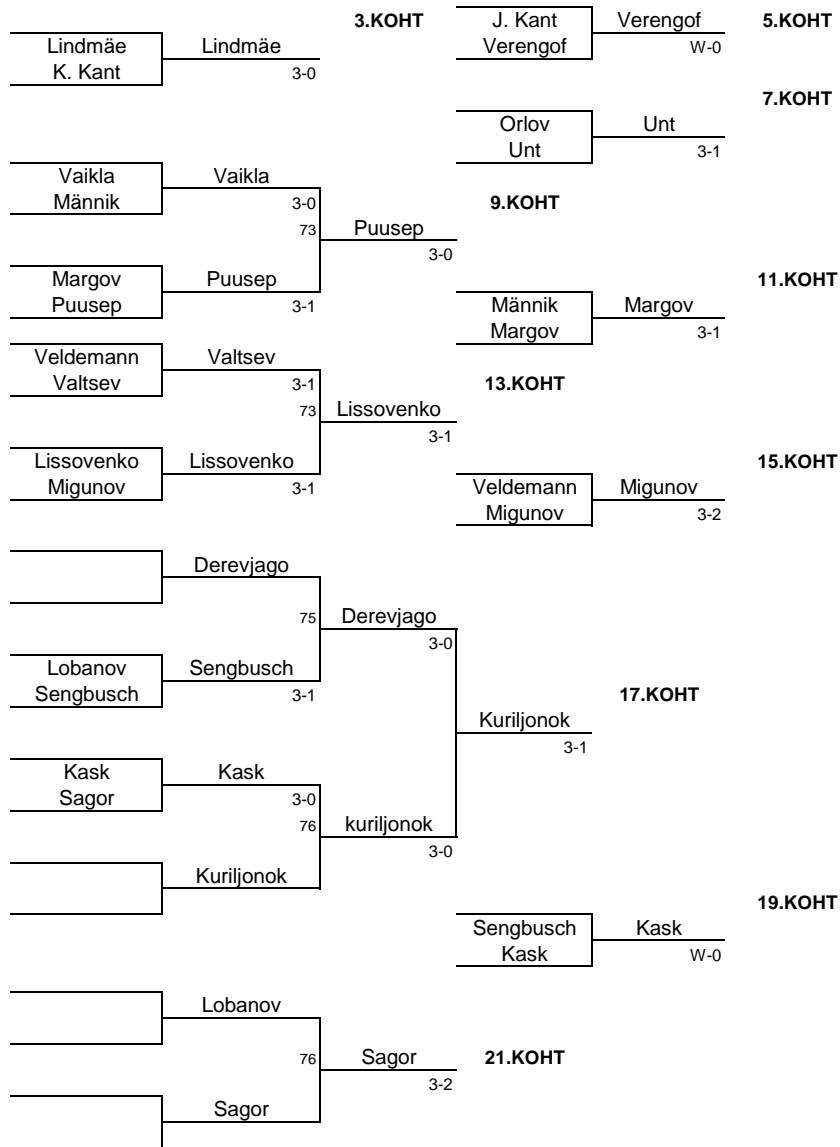 3.KOHT
J. Kant
Verengof
Verengof
W-0
5.KOHT
Lindmäe
K. Kant
Lindmäe
3-0
7.KOHT
Orlov
Unt
Unt
3-1
Vaikla
Männik
Vaikla
3-0
73
Puusep
3-0
9.KOHT
Margov
Puusep
Puusep
3-1
Männik
Margov
Margov
3-1
11.KOHT
Veldemann
Valtsev
Valtsev
3-1
73
Lissovenko
3-1
13.KOHT
Lissovenko
Migunov
Lissovenko
3-1
Veldemann
Migunov
Migunov
3-2
15.KOHT
Derevjago
75
Derevjago
3-0
Lobanov
Sengbusch
Sengbusch
3-1
Kuriljonok
3-1
17.KOHT
Kask
Sagor
Kask
3-0
76
kuriljonok
3-0
Kuriljonok
Sengbusch
Kask
Kask
W-0
19.KOHT
Lobanov
76
Sagor
3-2
21.KOHT
Sagor